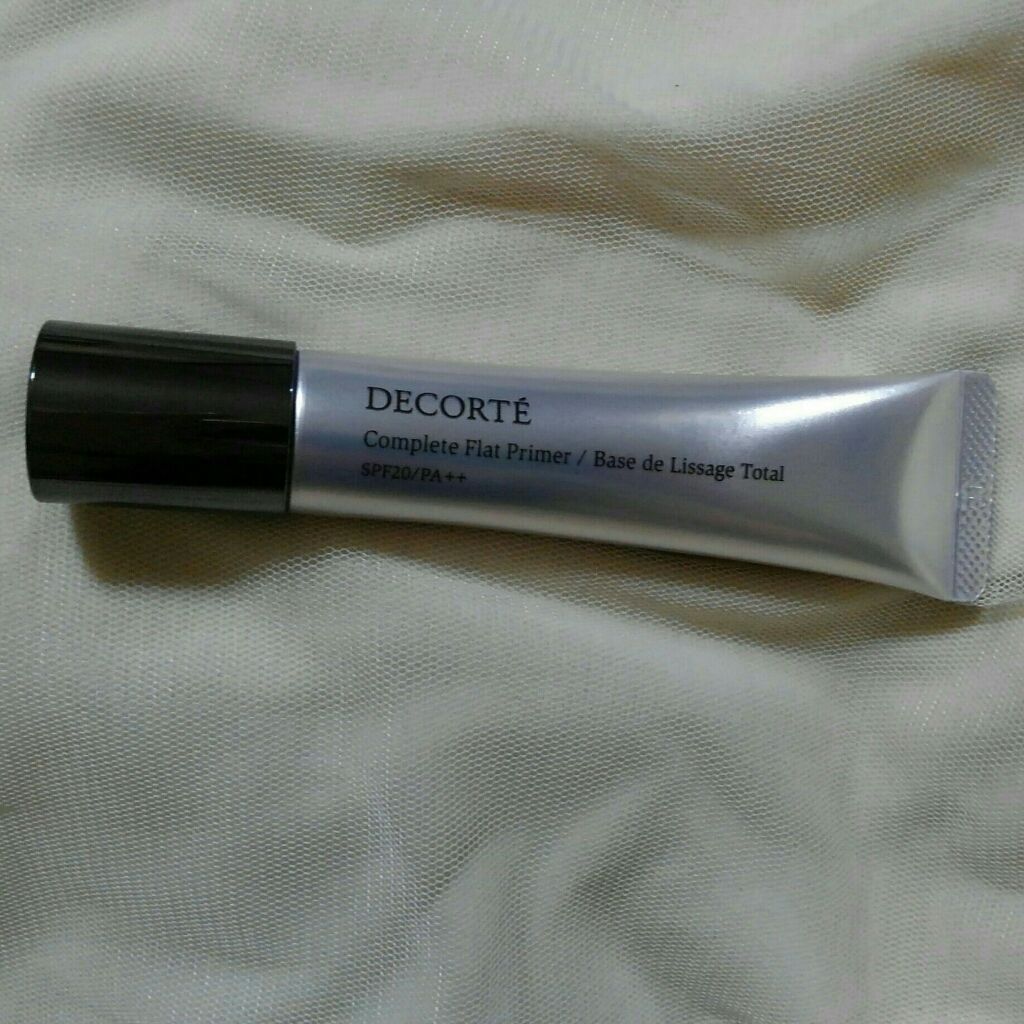 DECORTÉ
Complete Flat Primer / Base de Lissage Total
SPF20/PA++